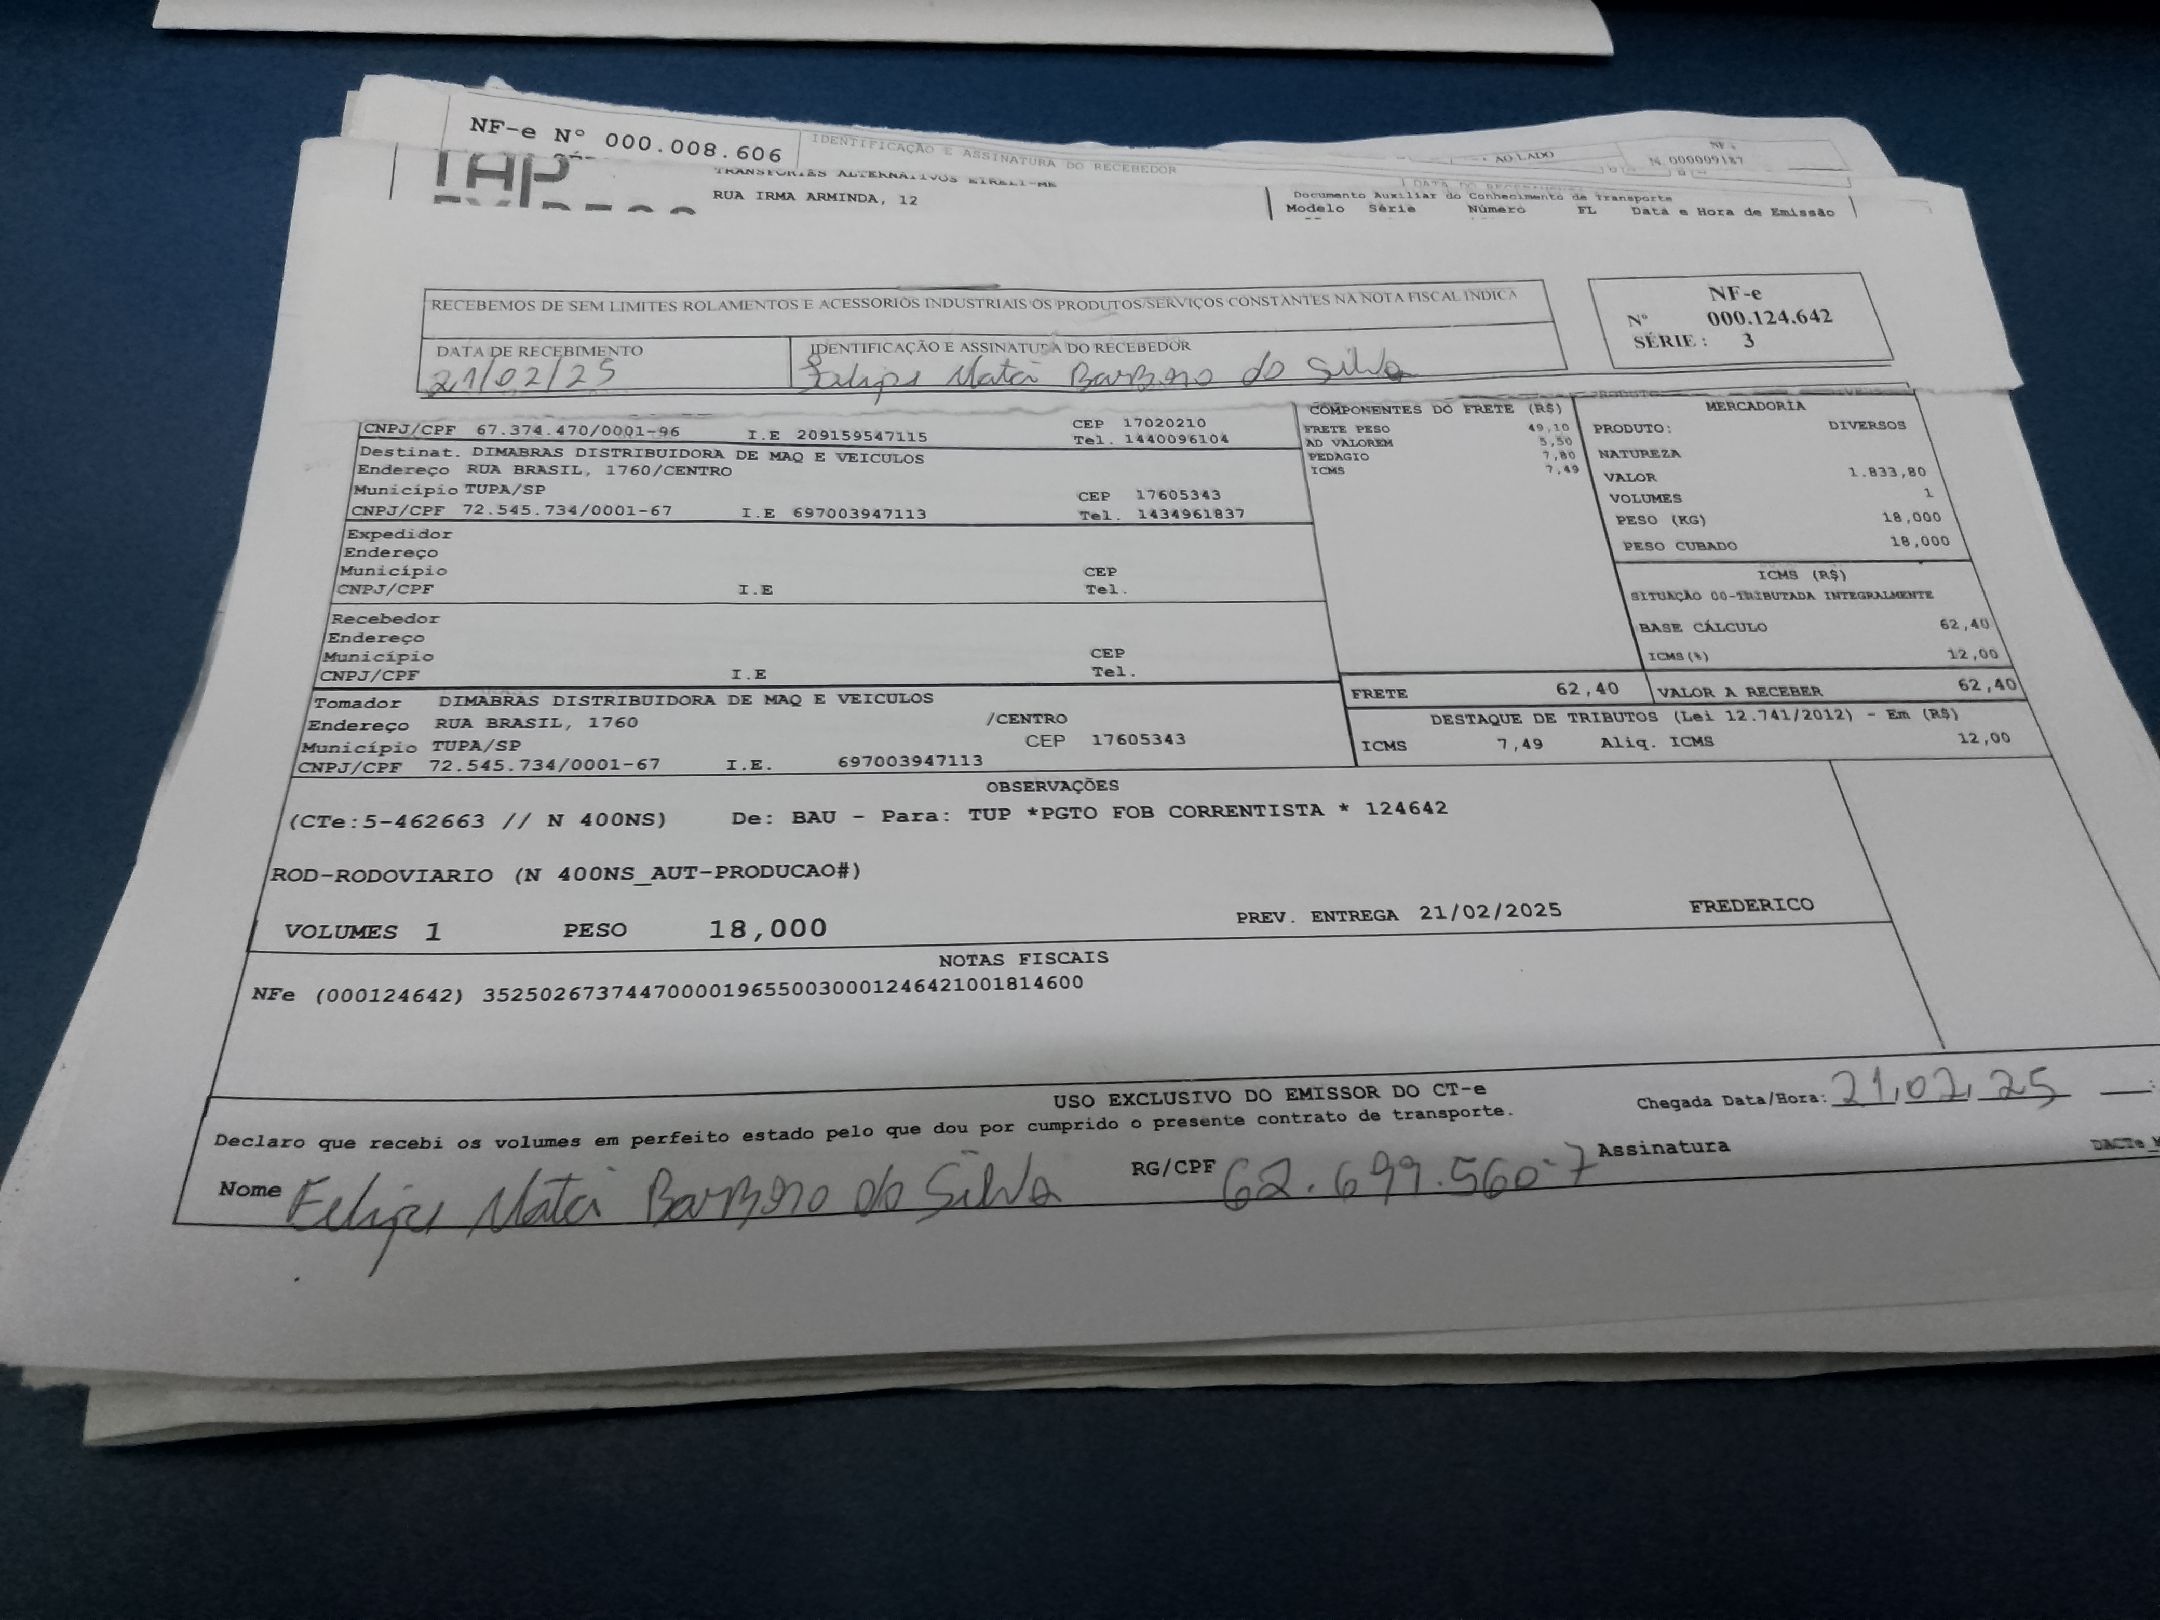 NF-e Nº 000.008.606
IDENTIFICAÇÃO E ASSINATURA DO RECEBEDOR
AO LADO
NF-e
N. 000009187
TAP
TRANSPORTES ALTERNATIVOS EIRELI-ME
RUA IRMA ARMINDA, 12
Documento Auxiliar do Conhecimento de Transporte
Modelo Série Número FL Data e Hora de Emissão
RECEBEMOS DE SEM LIMITES ROLAMENTOS E ACESSORIOS INDUSTRIAIS OS PRODUTOS/SERVIÇOS CONSTANTES NA NOTA FISCAL INDICA
NF-e
Nº 000.124.642
SÉRIE : 3
DATA DE RECEBIMENTO
21/02/25
IDENTIFICAÇÃO E ASSINATURA DO RECEBEDOR
Felipe Silva
CNPJ/CPF 67.374.470/0001-96 I.E 209159547115
CEP 17020210
Tel. 1440096104
Destinat. DIMABRAS DISTRIBUIDORA DE MAQ E VEICULOS
Endereço RUA BRASIL, 1760/CENTRO
Município TUPA/SP CEP 17605343
CNPJ/CPF 72.545.734/0001-67 I.E 697003947113 Tel. 1434961837
Expedidor
Endereço
Município CEP
CNPJ/CPF I.E Tel.
Recebedor
Endereço
Município CEP
CNPJ/CPF I.E Tel.
Tomador DIMABRAS DISTRIBUIDORA DE MAQ E VEICULOS
Endereço RUA BRASIL, 1760 /CENTRO
Município TUPA/SP CEP 17605343
CNPJ/CPF 72.545.734/0001-67 I.E. 697003947113
COMPONENTES DO FRETE (R$)
FRETE PESO 49,10
AD VALOREM 5,50
PEDAGIO 7,80
ICMS 7,49
MERCADORIA
PRODUTO: DIVERSOS
NATUREZA
VALOR 1.833,80
VOLUMES 1
PESO (KG) 18,000
PESO CUBADO 18,000
ICMS (R$)
SITUAÇÃO 00-TRIBUTADA INTEGRALMENTE
BASE CÁLCULO 62,40
ICMS(%) 12,00
FRETE 62,40 VALOR A RECEBER 62,40
DESTAQUE DE TRIBUTOS (Lei 12.741/2012) - Em (R$)
ICMS 7,49 Aliq. ICMS 12,00
OBSERVAÇÕES
(CTe:5-462663 // N 400NS) De: BAU - Para: TUP *PGTO FOB CORRENTISTA * 124642
ROD-RODOVIARIO (N 400NS_AUT-PRODUCAO#)
VOLUMES 1 PESO 18,000 PREV. ENTREGA 21/02/2025 FREDERICO
NOTAS FISCAIS
NFe (000124642) 35250267374470000196550030001246421001814600
USO EXCLUSIVO DO EMISSOR DO CT-e
Declaro que recebi os volumes em perfeito estado pelo que dou por cumprido o presente contrato de transporte.
Chegada Data/Hora: 21,02,25 :
Nome Felipe Silva RG/CPF 62.699.560-7 Assinatura
DACTe